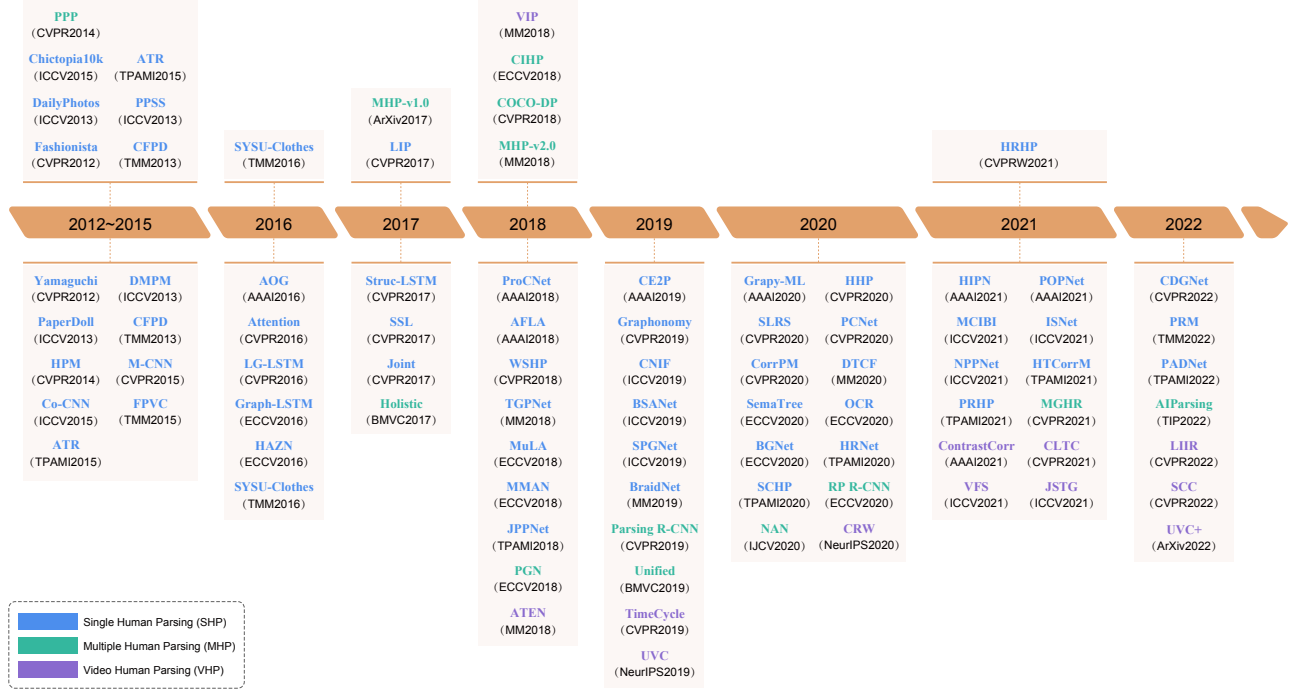 PPP
(CVPR2014)
Chictopia10k
(ICCV2015)
ATR
(TPAMI2015)
DailyPhotos
(ICCV2013)
PPSS
(ICCV2013)
Fashionista
(CVPR2012)
CFPD
(TMM2013)
SYSU-Clothes
(TMM2016)
MHP-v1.0
(ArXiv2017)
LIP
(CVPR2017)
VIP
(MM2018)
CIHP
(ECCV2018)
COCO-DP
(CVPR2018)
MHP-v2.0
(MM2018)
HRHP
(CVPRW2021)
2012~2015
2016
2017
2018
2019
2020
2021
2022
Yamaguchi
(CVPR2012)
DMPM
(ICCV2013)
PaperDoll
(ICCV2013)
CFPD
(TMM2013)
HPM
(CVPR2014)
M-CNN
(CVPR2015)
Co-CNN
(ICCV2015)
FPVC
(TMM2015)
ATR
(TPAMI2015)
AOG
(AAAI2016)
Attention
(CVPR2016)
LG-LSTM
(CVPR2016)
Graph-LSTM
(ECCV2016)
HAZN
(ECCV2016)
SYSU-Clothes
(TMM2016)
Struc-LSTM
(CVPR2017)
SSL
(CVPR2017)
Joint
(CVPR2017)
Holistic
(BMVC2017)
ProCNet
(AAAI2018)
AFLA
(AAAI2018)
WSHP
(CVPR2018)
TGPNet
(MM2018)
MuLA
(ECCV2018)
MMAN
(ECCV2018)
JPPNet
(TPAMI2018)
PGN
(ECCV2018)
ATEN
(MM2018)
CE2P
(AAAI2019)
Graphonomy
(CVPR2019)
CNIF
(ICCV2019)
BSANet
(ICCV2019)
SPGNet
(ICCV2019)
BraidNet
(MM2019)
Parsing R-CNN
(CVPR2019)
Unified
(BMVC2019)
TimeCycle
(CVPR2019)
UVC
(NeurIPS2019)
Grapy-ML
(AAAI2020)
HHP
(CVPR2020)
SLRS
(CVPR2020)
PCNet
(CVPR2020)
CorrPM
(CVPR2020)
DTCF
(MM2020)
SemaTree
(ECCV2020)
OCR
(ECCV2020)
BGNet
(ECCV2020)
HRNet
(TPAMI2020)
SCHP
(TPAMI2020)
RP R-CNN
(ECCV2020)
NAN
(IJCV2020)
CRW
(NeurIPS2020)
HIPN
(AAAI2021)
POPNet
(AAAI2021)
MCIBI
(ICCV2021)
ISNet
(ICCV2021)
NPPNet
(ICCV2021)
HTCorrM
(TPAMI2021)
PRHP
(TPAMI2021)
MGHR
(CVPR2021)
ContrastCorr
(AAAI2021)
CLTC
(CVPR2021)
VFS
(ICCV2021)
JSTG
(ICCV2021)
CDGNet
(CVPR2022)
PRM
(TMM2022)
PADNet
(TPAMI2022)
AIParsing
(TIP2022)
LIIR
(CVPR2022)
SCC
(CVPR2022)
UVC+
(ArXiv2022)
Single Human Parsing (SHP)
Multiple Human Parsing (MHP)
Video Human Parsing (VHP)